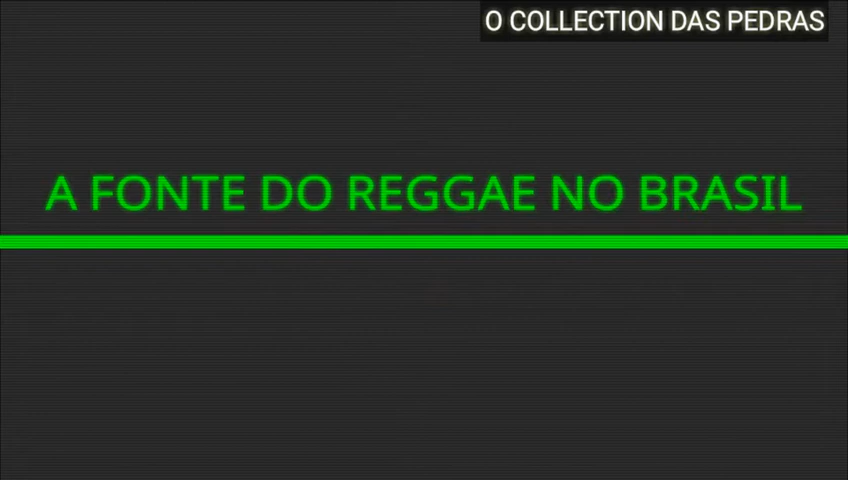 O COLLECTION DAS PEDRAS
A FONTE DO REGGAE NO BRASIL